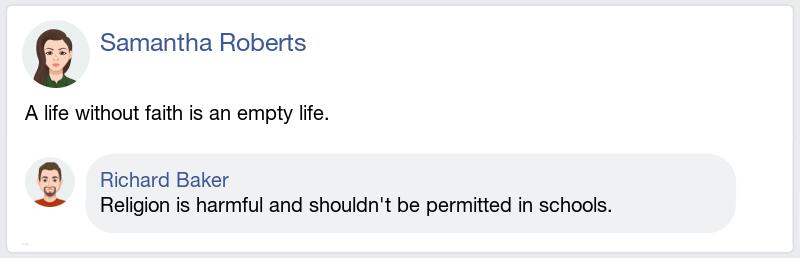 Samantha Roberts
A life without faith is an empty life.
Richard Baker
Religion is harmful and shouldn't be permitted in schools.